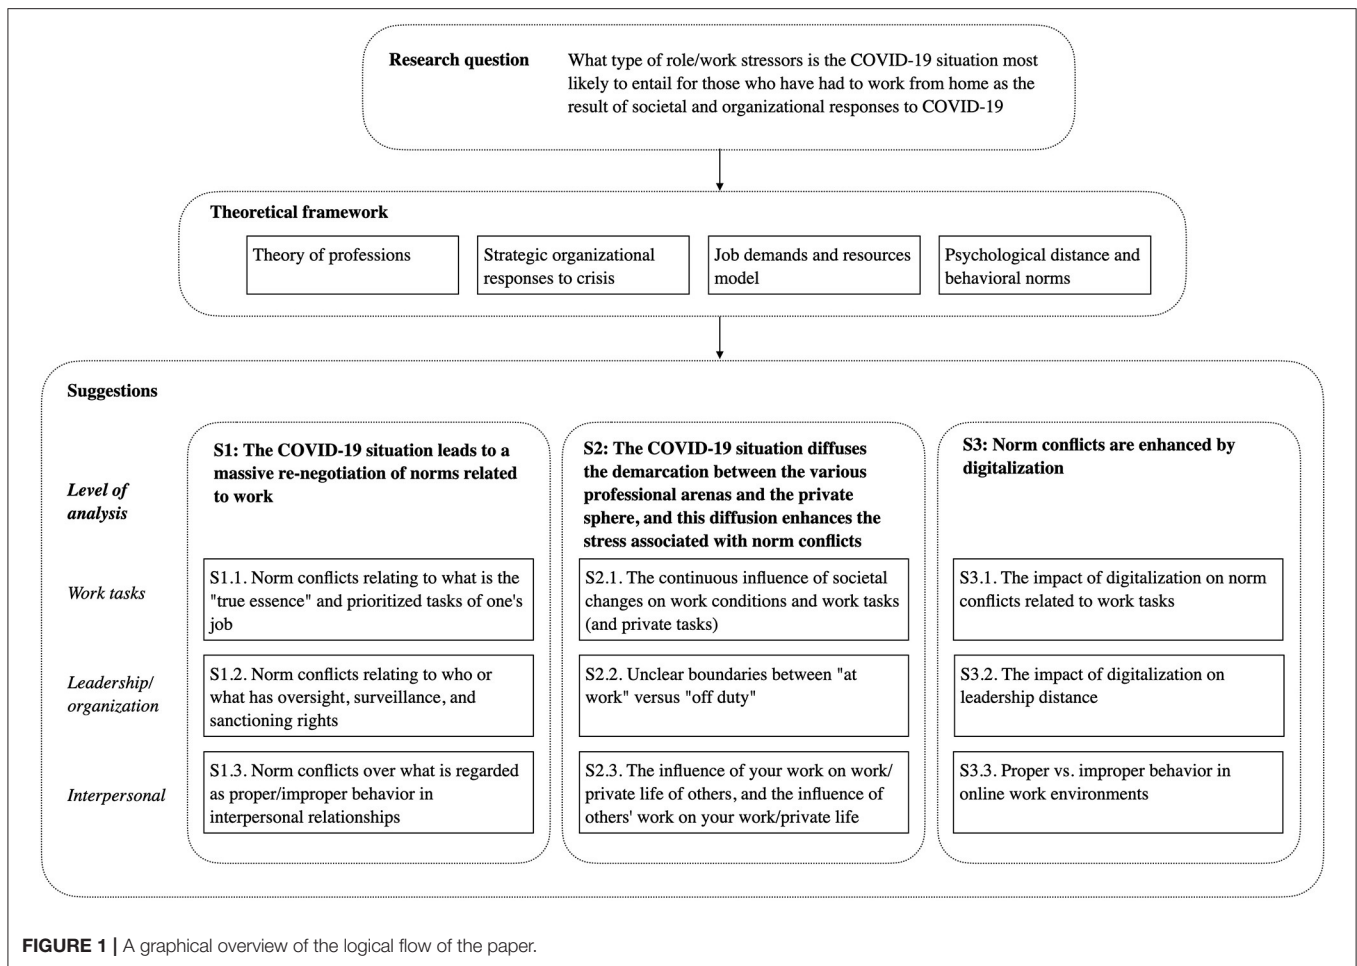 Research question
What type of role/work stressors is the COVID-19 situation most
likely to entail for those who have had to work from home as the
result of societal and organizational responses to COVID-19
Theoretical framework
Theory of professions
Strategic organizational
responses to crisis
Job demands and resources
model
Psychological distance and
behavioral norms
Suggestions
Level of
analysis
S1: The COVID-19 situation leads to a
massive re-negotiation of norms related
to work
S2: The COVID-19 situation diffuses
the demarcation between the various
professional arenas and the private
sphere, and this diffusion enhances the
stress associated with norm conflicts
S3: Norm conflicts are enhanced by
digitalization
Work tasks
S1.1. Norm conflicts relating to what is the
"true essence" and prioritized tasks of one's
job
S2.1. The continuous influence of societal
changes on work conditions and work tasks
(and private tasks)
S3.1. The impact of digitalization on norm
conflicts related to work tasks
Leadership/
organization
S1.2. Norm conflicts relating to who or
what has oversight, surveillance, and
sanctioning rights
S2.2. Unclear boundaries between "at
work" versus "off duty"
S3.2. The impact of digitalization on
leadership distance
Interpersonal
S1.3. Norm conflicts over what is regarded
as proper/improper behavior in
interpersonal relationships
S2.3. The influence of your work on work/
private life of others, and the influence of
others' work on your work/private life
S3.3. Proper vs. improper behavior in
online work environments
FIGURE 1 | A graphical overview of the logical flow of the paper.